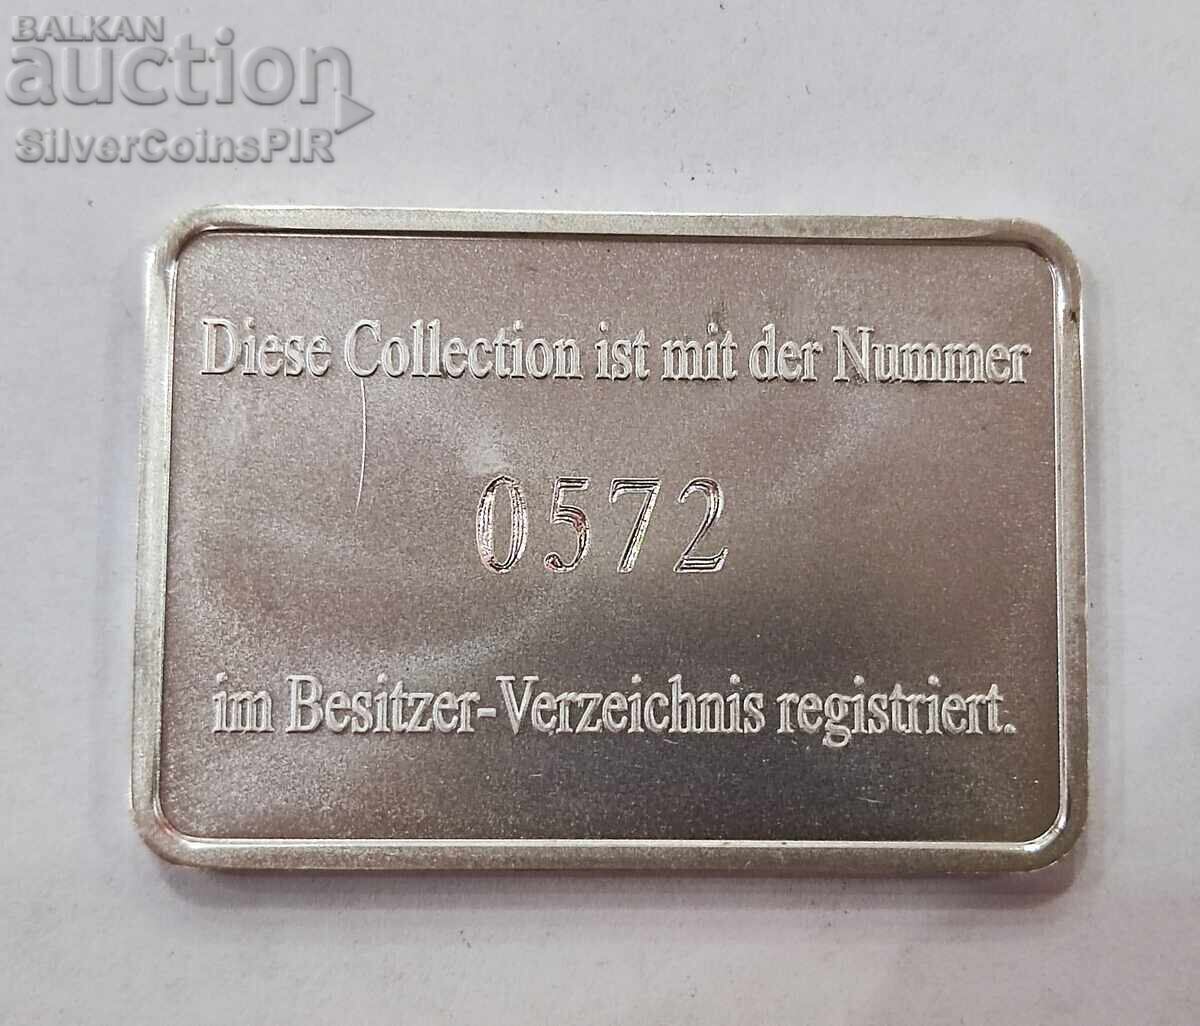 BALKAN
auction
SilverCoinsPIR
Diese Collection ist mit der Nummer
0572
im Besitzer-Verzeichnis registriert.